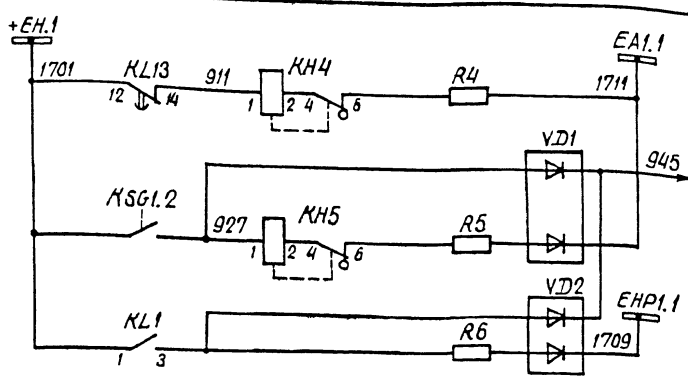 +EH.1
EA1.1
1701 KL13 911 KH4 R4 1711
12 14 1 2 4 6
VD1
945
KSG1.2
927 KH5 R5
1 2 4 6
VD2
EHP1.1
KL1
R6 1709
1 3